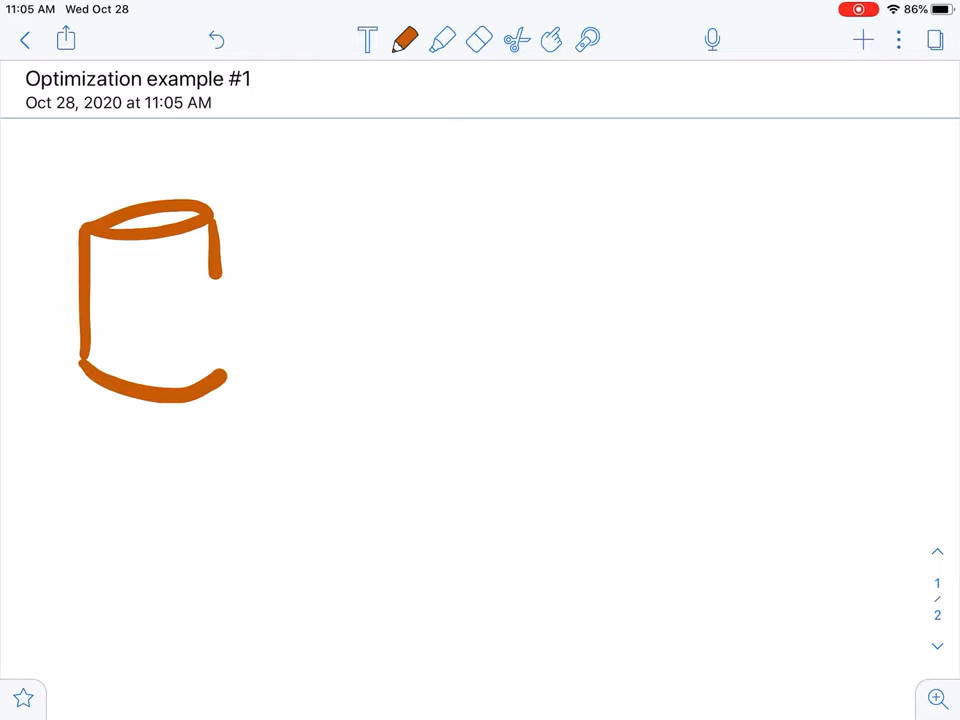 11:05 AM Wed Oct 28
86%
Optimization example #1
Oct 28, 2020 at 11:05 AM
1
/
2